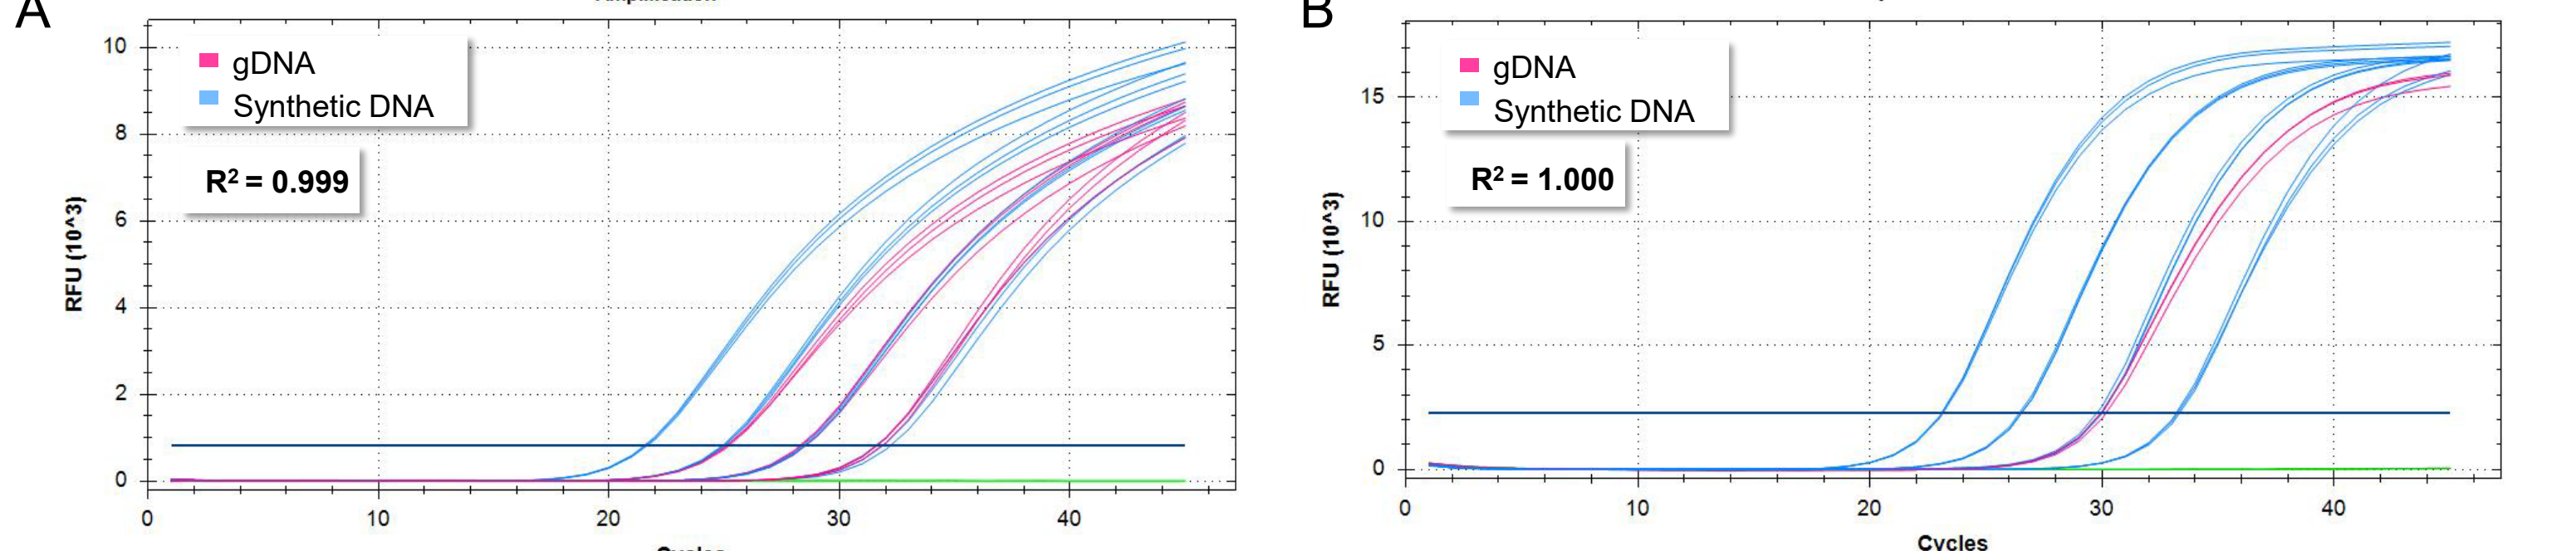 A
gDNA
Synthetic DNA
R² = 0.999
RFU (10^3)
10
8
6
4
2
0
0 10 20 30 40
Cycles
B
gDNA
Synthetic DNA
R² = 1.000
RFU (10^3)
15
10
5
0
0 10 20 30 40
Cycles